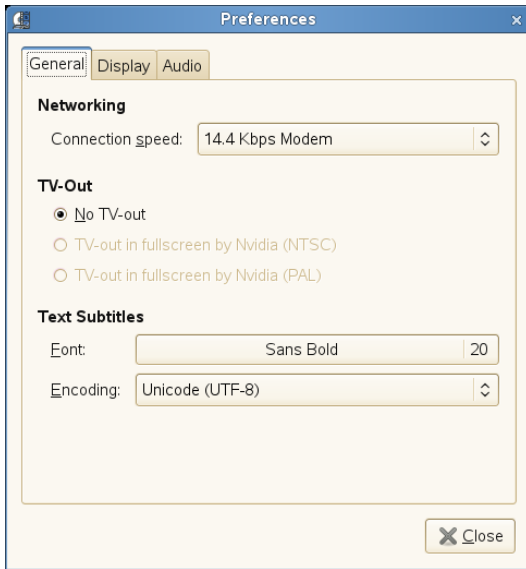 Preferences
General Display Audio
Networking
Connection speed: 14.4 Kbps Modem
TV-Out
No TV-out
TV-out in fullscreen by Nvidia (NTSC)
TV-out in fullscreen by Nvidia (PAL)
Text Subtitles
Font: Sans Bold 20
Encoding: Unicode (UTF-8)
Close